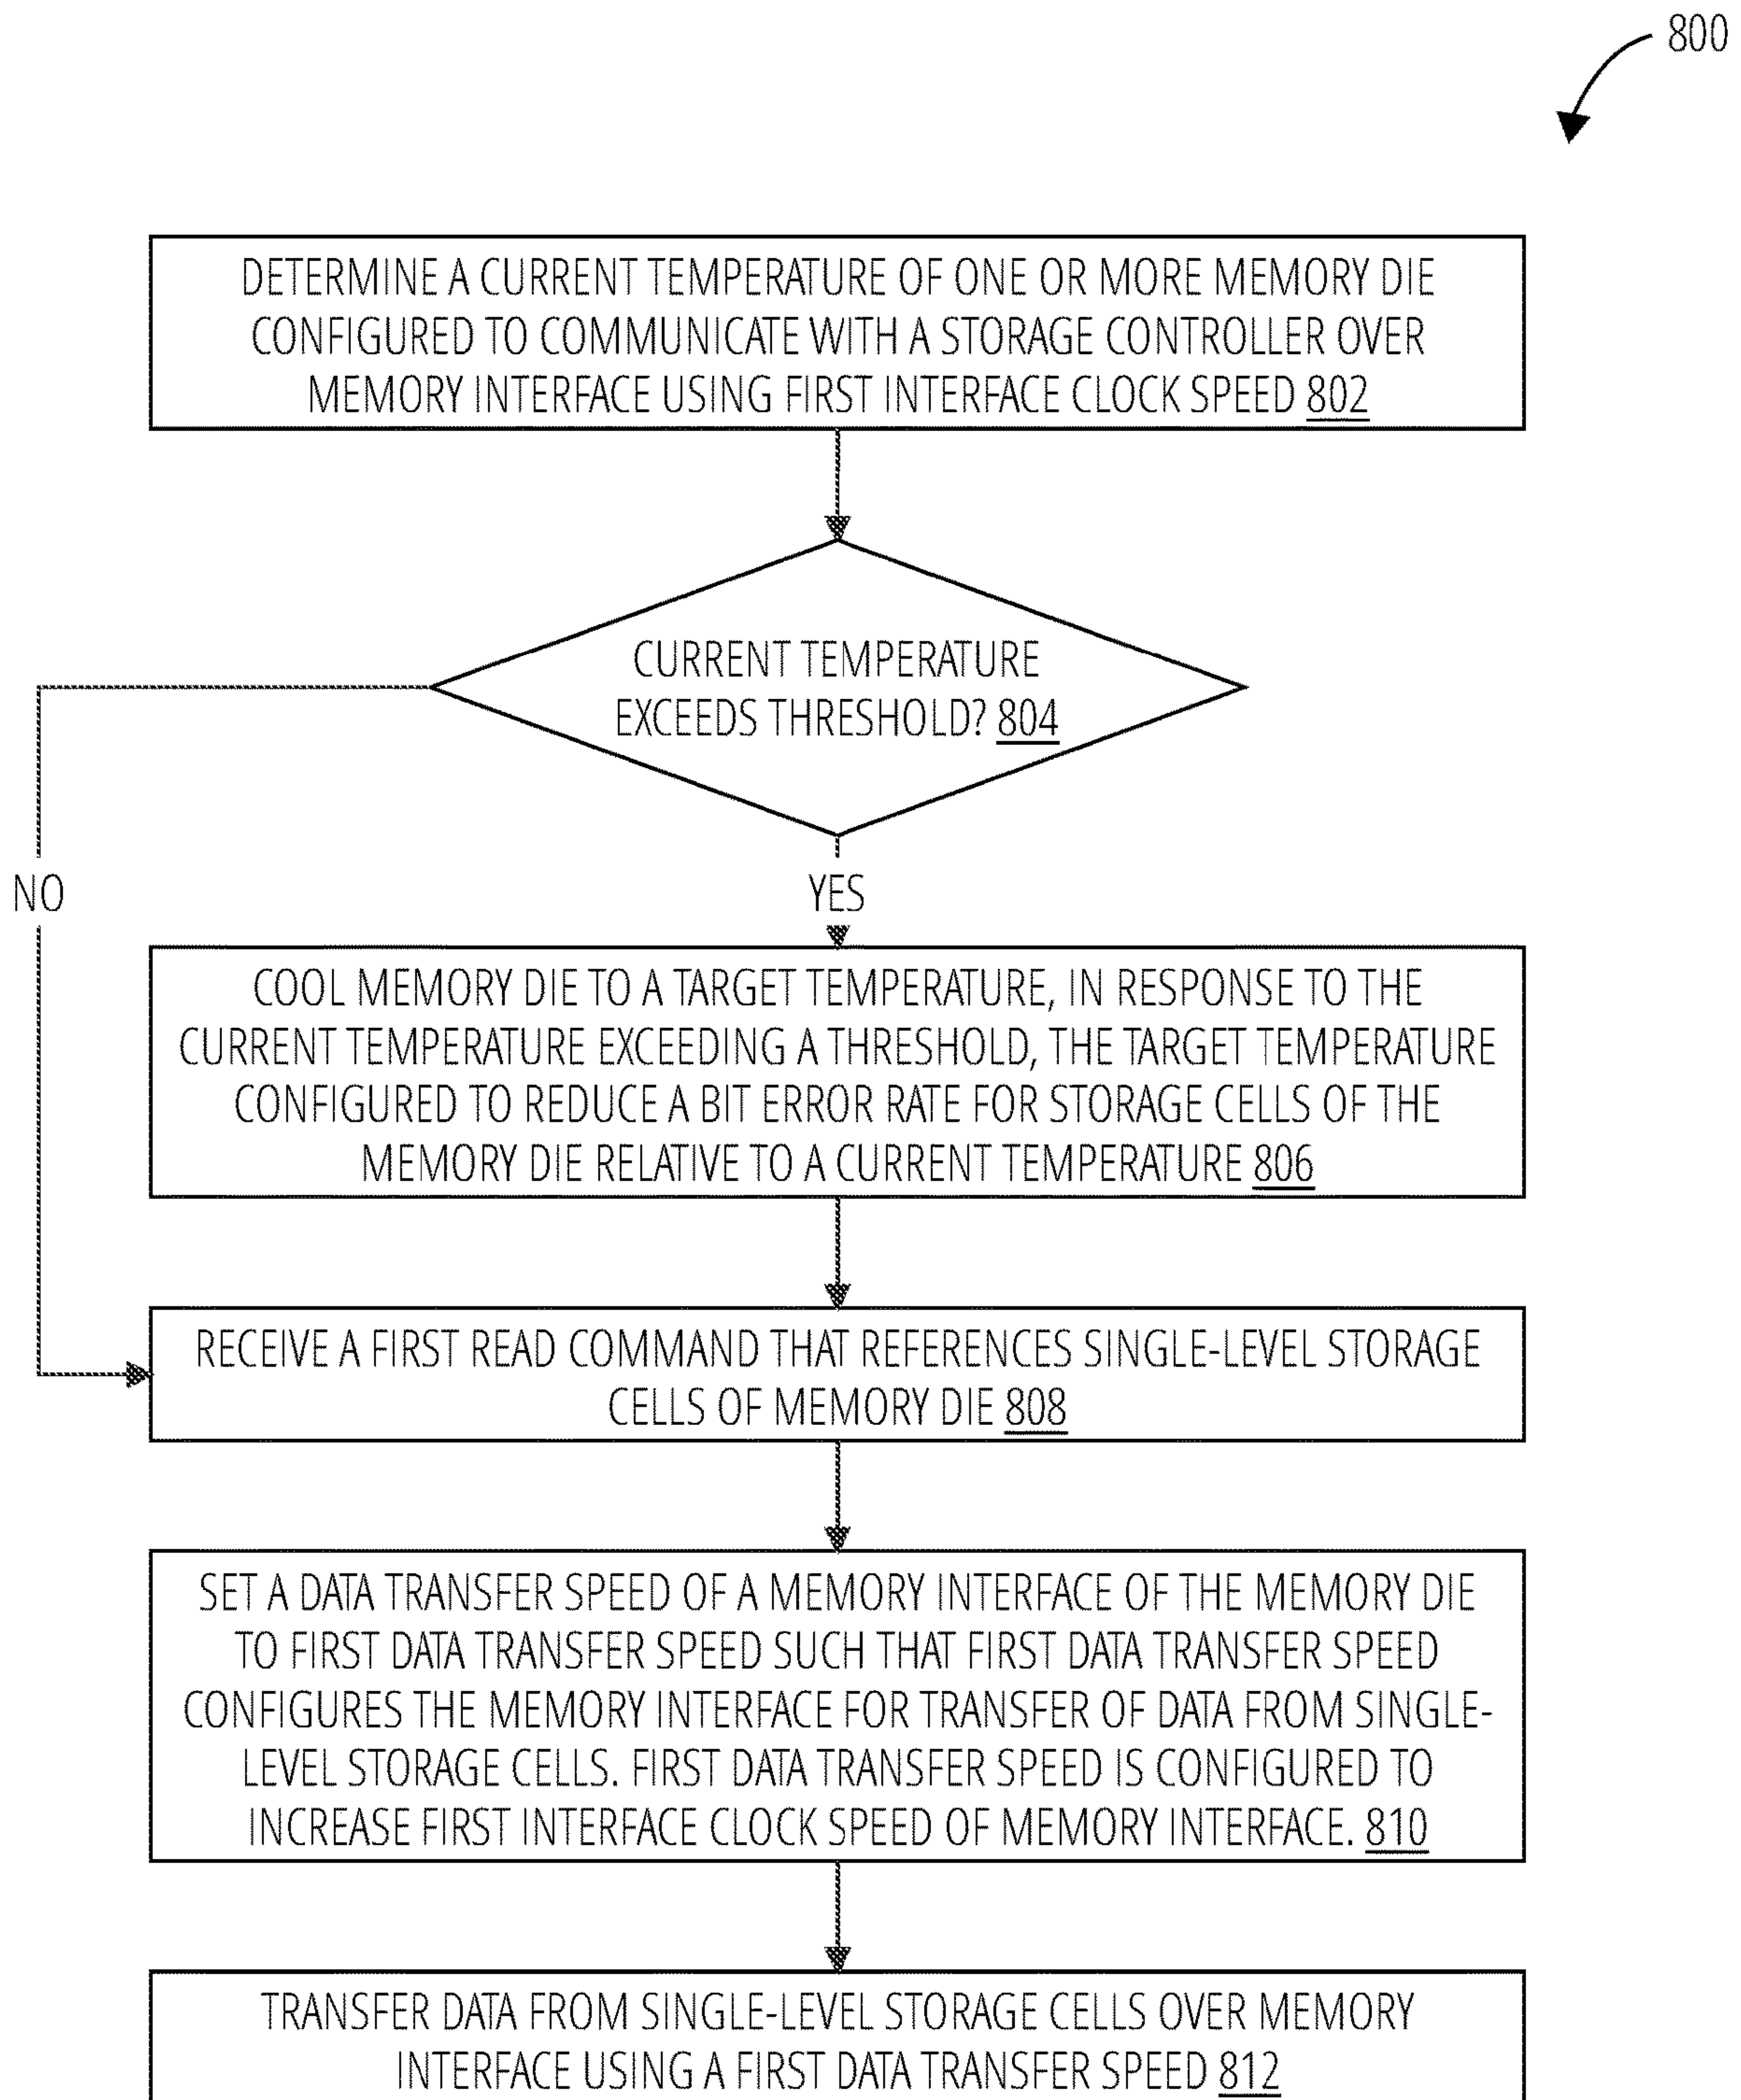 800
DETERMINE A CURRENT TEMPERATURE OF ONE OR MORE MEMORY DIE
CONFIGURED TO COMMUNICATE WITH A STORAGE CONTROLLER OVER
MEMORY INTERFACE USING FIRST INTERFACE CLOCK SPEED 802
CURRENT TEMPERATURE
EXCEEDS THRESHOLD? 804
NO
YES
COOL MEMORY DIE TO A TARGET TEMPERATURE, IN RESPONSE TO THE
CURRENT TEMPERATURE EXCEEDING A THRESHOLD, THE TARGET TEMPERATURE
CONFIGURED TO REDUCE A BIT ERROR RATE FOR STORAGE CELLS OF THE
MEMORY DIE RELATIVE TO A CURRENT TEMPERATURE 806
RECEIVE A FIRST READ COMMAND THAT REFERENCES SINGLE-LEVEL STORAGE
CELLS OF MEMORY DIE 808
SET A DATA TRANSFER SPEED OF A MEMORY INTERFACE OF THE MEMORY DIE
TO FIRST DATA TRANSFER SPEED SUCH THAT FIRST DATA TRANSFER SPEED
CONFIGURES THE MEMORY INTERFACE FOR TRANSFER OF DATA FROM SINGLE-
LEVEL STORAGE CELLS. FIRST DATA TRANSFER SPEED IS CONFIGURED TO
INCREASE FIRST INTERFACE CLOCK SPEED OF MEMORY INTERFACE. 810
TRANSFER DATA FROM SINGLE-LEVEL STORAGE CELLS OVER MEMORY
INTERFACE USING A FIRST DATA TRANSFER SPEED 812